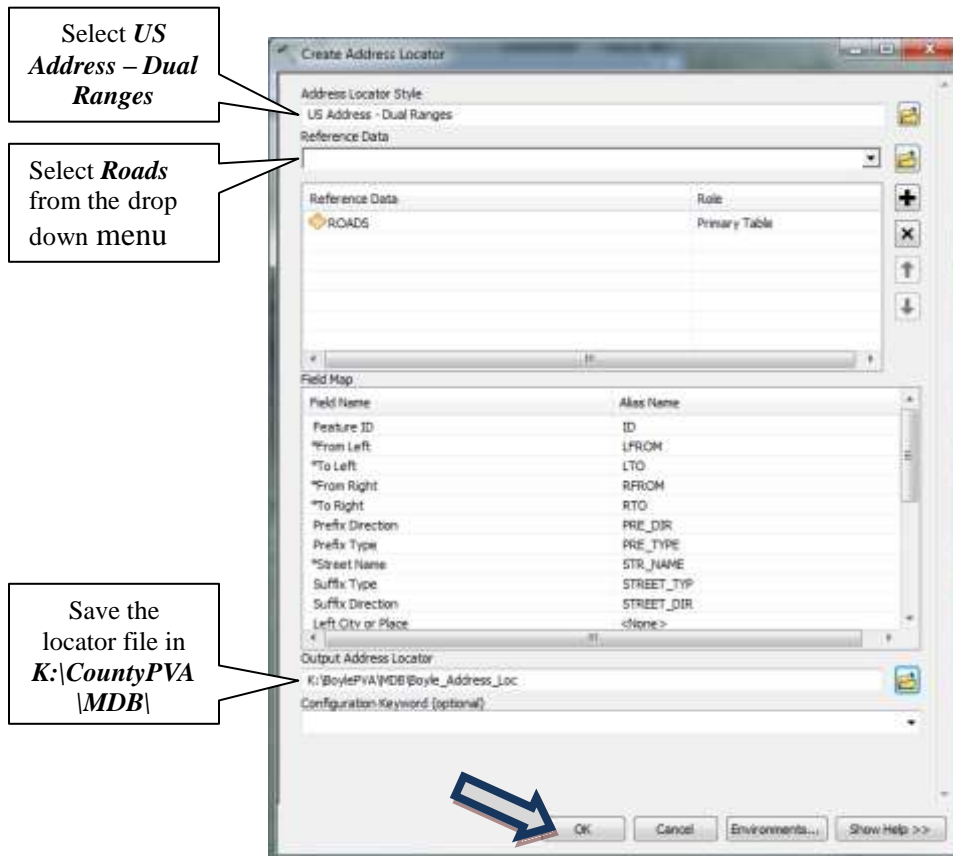 Select US
Address – Dual
Ranges
Select Roads
from the drop
down menu
Save the
locator file in
K:\CountyPVA
\MDB\
Create Address Locator
Address Locator Style
US Address - Dual Ranges
Reference Data
Reference Data Role
ROADS Primary Table
Field Map
Field Name Alias Name
Feature ID ID
*From Left LFROM
*To Left LTO
*From Right RFROM
*To Right RTO
Prefix Direction PRE_DIR
Prefix Type PRE_TYPE
*Street Name STR_NAME
Suffix Type STREET_TYP
Suffix Direction STREET_DIR
Left City or Place <None>
Output Address Locator
K:\BoylePVA\MDB\Boyle_Address_Loc
Configuration Keyword (optional)
OK Cancel Environments... Show Help >>